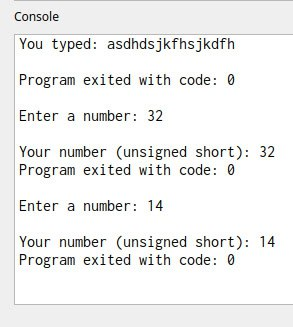 Console
You typed: asdhdsjkfhsjkdfh
Program exited with code: 0
Enter a number: 32
Your number (unsigned short): 32
Program exited with code: 0
Enter a number: 14
Your number (unsigned short): 14
Program exited with code: 0